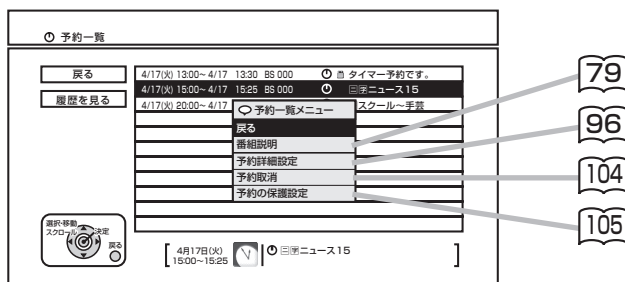 予約一覧
戻る
履歴を見る
4/17(火) 13:00~ 4/17 13:30 BS 000 タイマー予約です。
4/17(火) 15:00~ 4/17 15:25 BS 000 二字ニュース15
4/17(火) 20:00~ 4/17 スクール~手芸
予約一覧メニュー
戻る
番組説明
予約詳細設定
予約取消
予約の保護設定
79
96
104
105
選択・移動
スクロール
決定
戻る
4月17日(火)
15:00~15:25
二字ニュース15